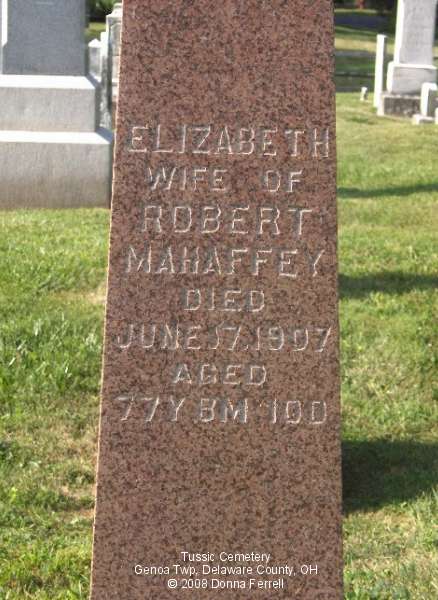 ELIZABETH
WIFE OF
ROBERT
MAHAFFEY
DIED
JUNE 17, 1907
AGED
77Y 8M 10D
Tussic Cemetery
Genoa Twp, Delaware County, OH
© 2008 Donna Ferrell